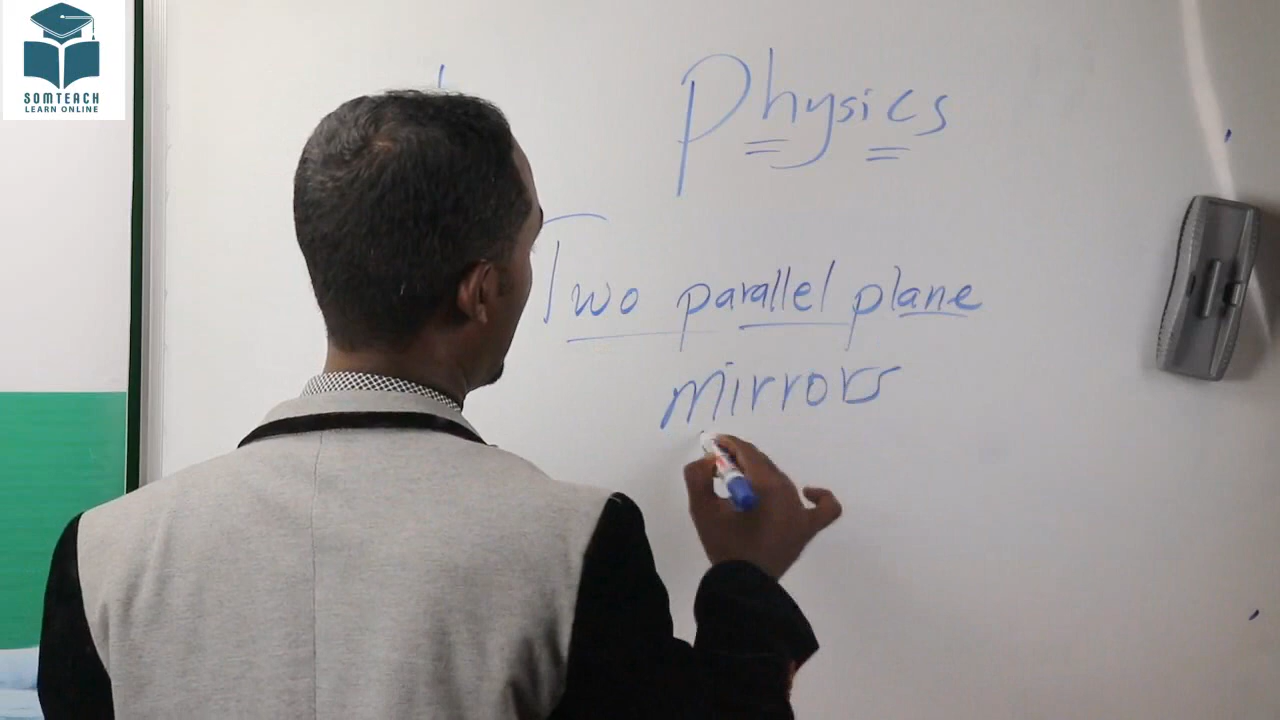 SOMTEACH
LEARN ONLINE
Physics
Two parallel plane
mirrors